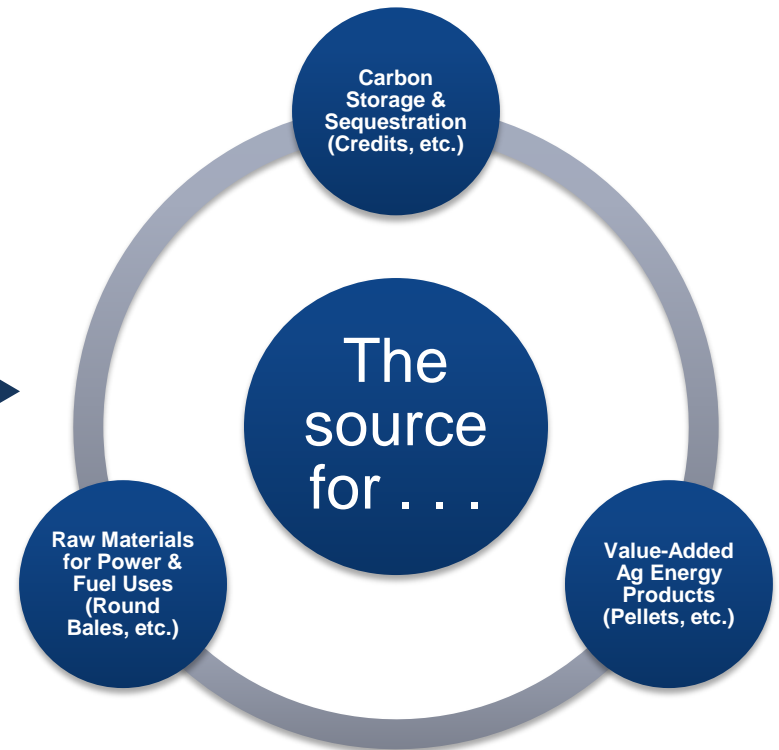 Carbon
Storage &
Sequestration
(Credits, etc.)
The
source
for . . .
Raw Materials
for Power &
Fuel Uses
(Round
Bales, etc.)
Value-Added
Ag Energy
Products
(Pellets, etc.)